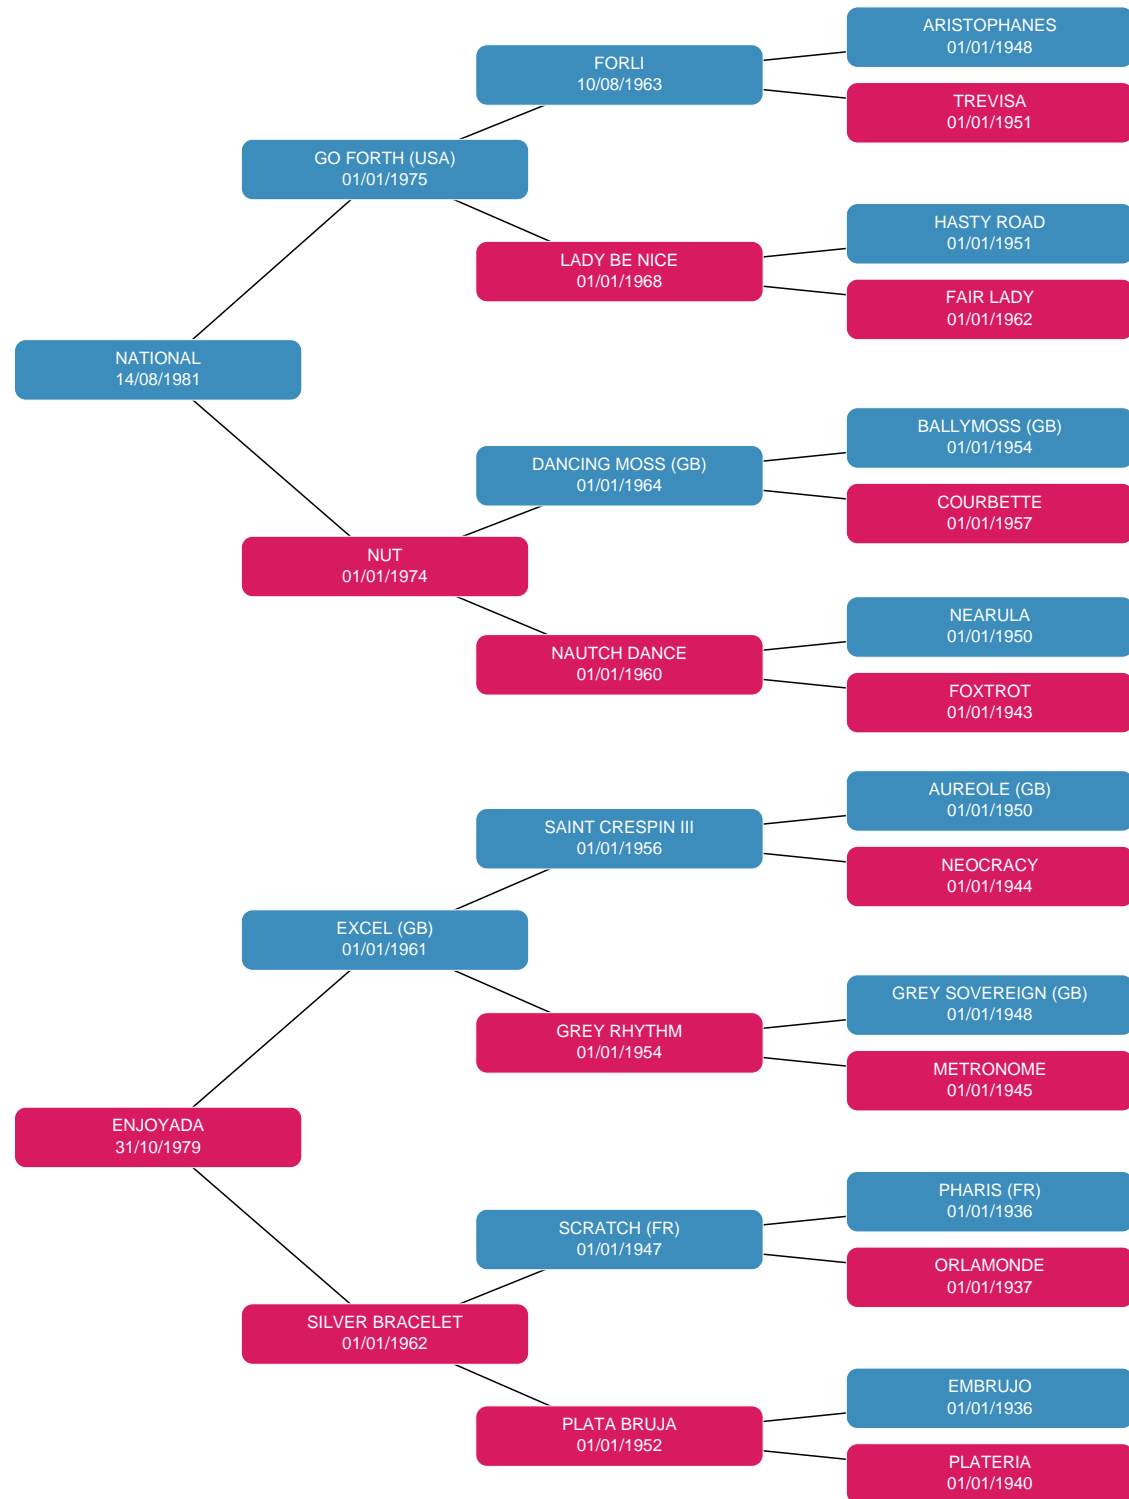 ARISTOPHANES
01/01/1948
FORLI
10/08/1963
TREVISA
01/01/1951
GO FORTH (USA)
01/01/1975
HASTY ROAD
01/01/1951
LADY BE NICE
01/01/1968
FAIR LADY
01/01/1962
NATIONAL
14/08/1981
BALLYMOSS (GB)
01/01/1954
DANCING MOSS (GB)
01/01/1964
COURBETTE
01/01/1957
NUT
01/01/1974
NEARULA
01/01/1950
NAUTCH DANCE
01/01/1960
FOXTROT
01/01/1943
AUREOLE (GB)
01/01/1950
SAINT CRESPIN III
01/01/1956
NEOCRACY
01/01/1944
EXCEL (GB)
01/01/1961
GREY SOVEREIGN (GB)
01/01/1948
GREY RHYTHM
01/01/1954
METRONOME
01/01/1945
ENJOYADA
31/10/1979
PHARIS (FR)
01/01/1936
SCRATCH (FR)
01/01/1947
ORLAMONDE
01/01/1937
SILVER BRACELET
01/01/1962
EMBRUJO
01/01/1936
PLATA BRUJA
01/01/1952
PLATERIA
01/01/1940